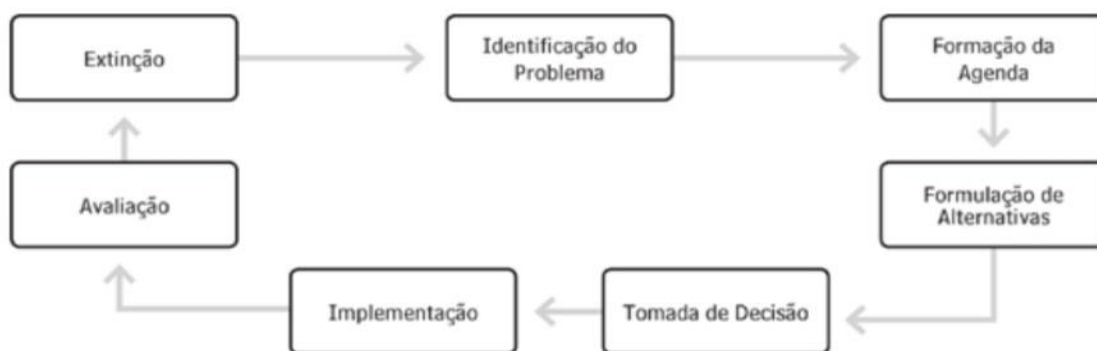 Extinção
Identificação do
Problema
Formação da
Agenda
Formulação de
Alternativas
Tomada de Decisão
Implementação
Avaliação